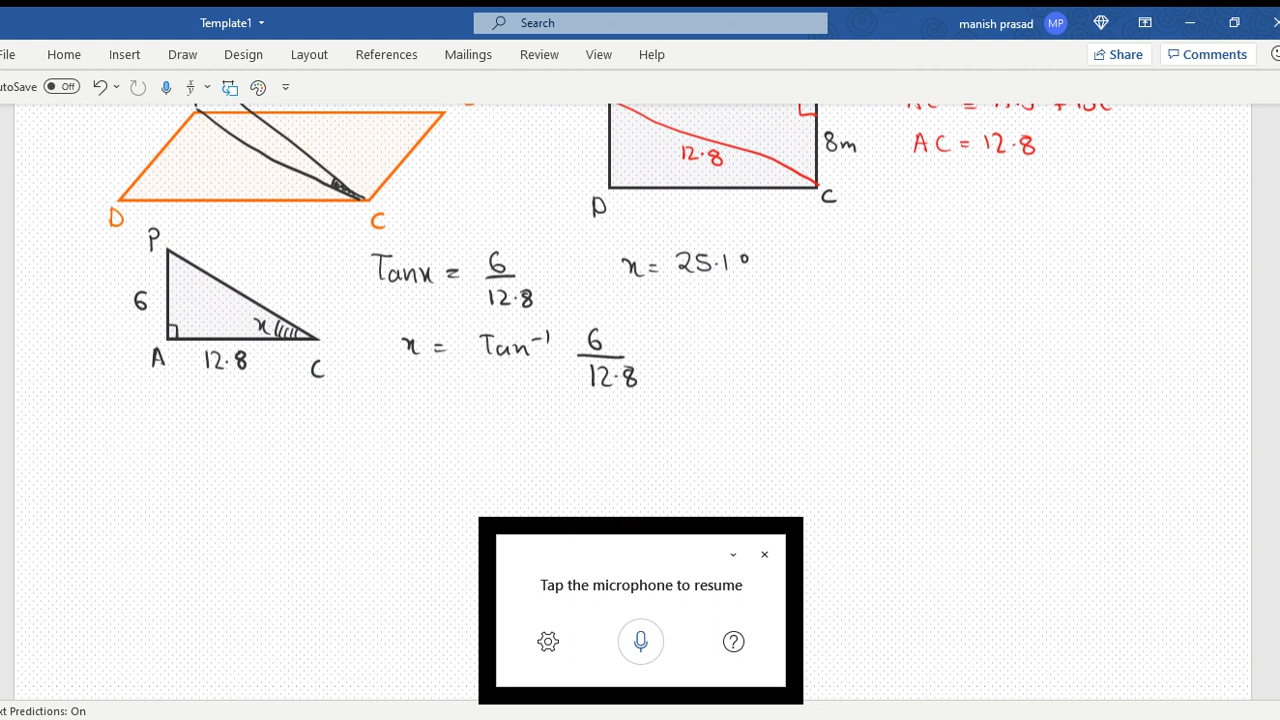 Template1
Search
manish prasad MP
File Home Insert Draw Design Layout References Mailings Review View Help
Share Comments
AutoSave Off
8m
AC = 12.8
12.8
D C
D C
P
6
x
A 12.8 C
Tanx = 6/12.8
x = 25.1°
x = Tan⁻¹ 6/12.8
Tap the microphone to resume
Text Predictions: On